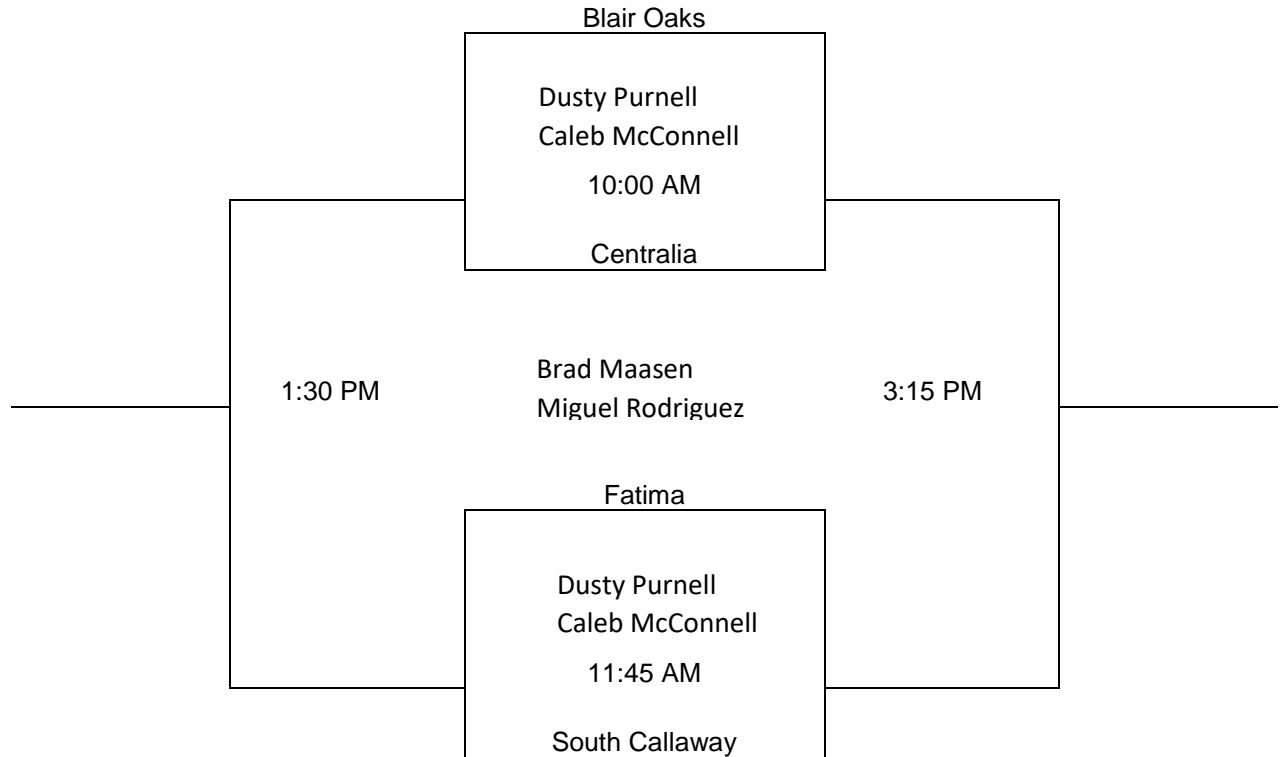 Blair Oaks
Dusty Purnell
Caleb McConnell
10:00 AM
Centralia
1:30 PM
Brad Maasen
Miguel Rodriguez
3:15 PM
Fatima
Dusty Purnell
Caleb McConnell
11:45 AM
South Callaway